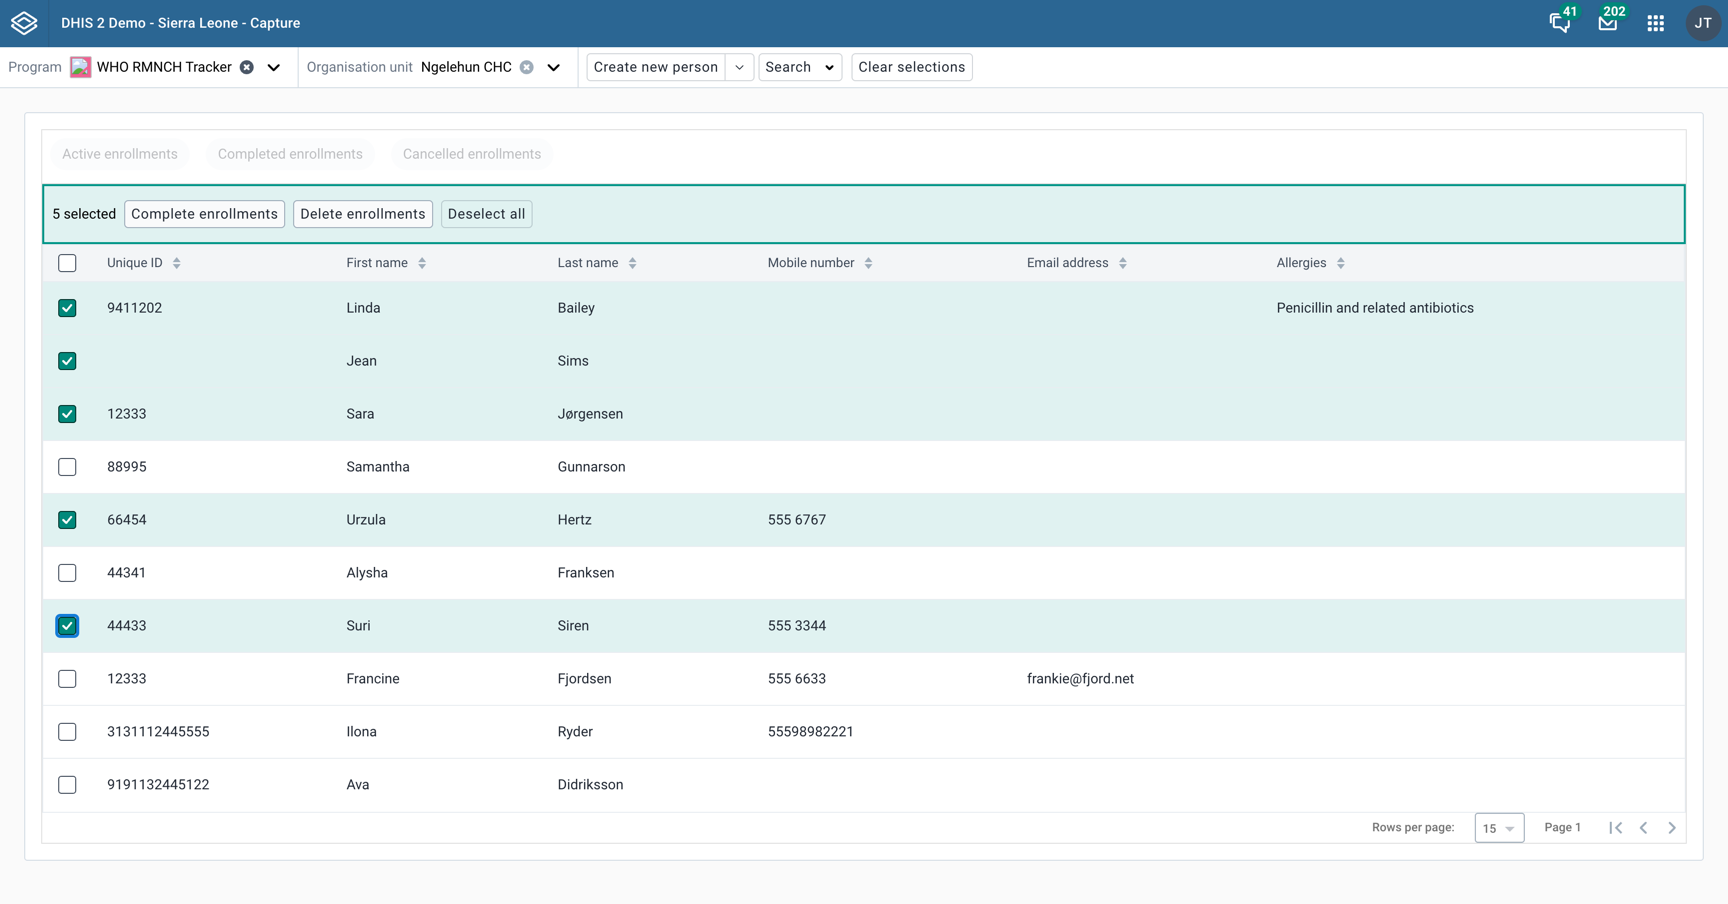 DHIS 2 Demo - Sierra Leone - Capture 41 202 JT
Program WHO RMNCH Tracker Organisation unit Ngelehun CHC Create new person Search Clear selections
Active enrollments Completed enrollments Cancelled enrollments
5 selected Complete enrollments Delete enrollments Deselect all
Unique ID First name Last name Mobile number Email address Allergies
9411202 Linda Bailey Penicillin and related antibiotics
Jean Sims
12333 Sara Jørgensen
88995 Samantha Gunnarson
66454 Urzula Hertz 555 6767
44341 Alysha Franksen
44433 Suri Siren 555 3344
12333 Francine Fjordsen 555 6633 frankie@fjord.net
3131112445555 Ilona Ryder 55598982221
9191132445122 Ava Didriksson
Rows per page: 15 Page 1